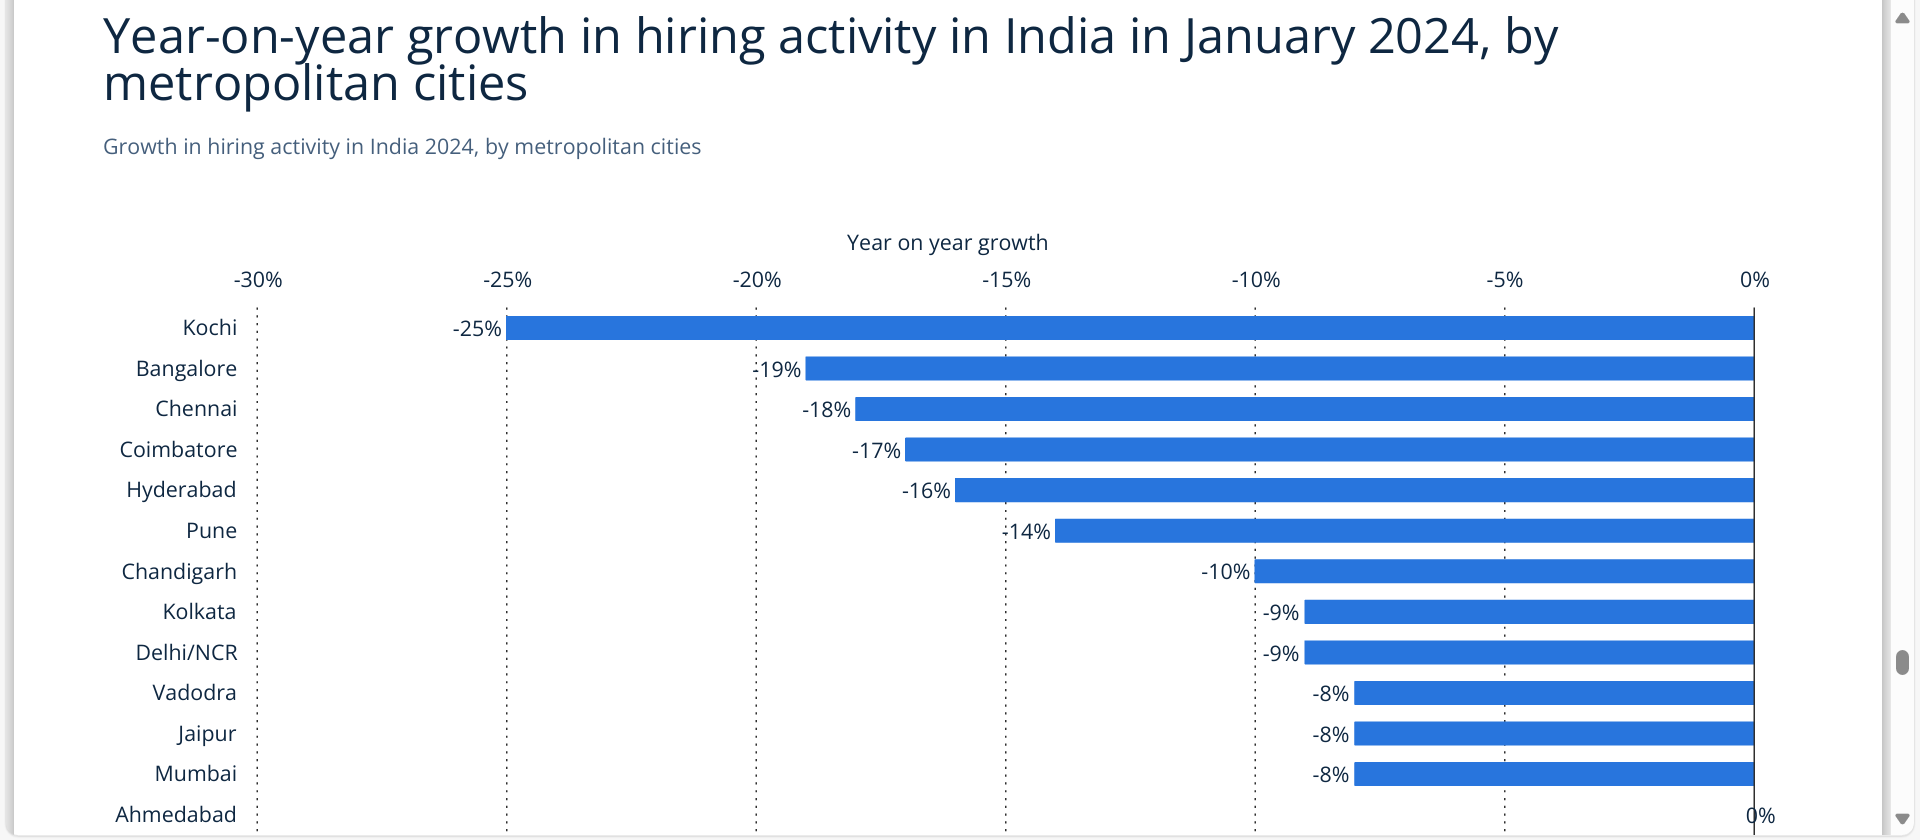 Year-on-year growth in hiring activity in India in January 2024, by
metropolitan cities
Growth in hiring activity in India 2024, by metropolitan cities
Year on year growth
-30% -25% -20% -15% -10% -5% 0%
Kochi -25%
Bangalore -19%
Chennai -18%
Coimbatore -17%
Hyderabad -16%
Pune -14%
Chandigarh -10%
Kolkata -9%
Delhi/NCR -9%
Vadodra -8%
Jaipur -8%
Mumbai -8%
Ahmedabad 0%